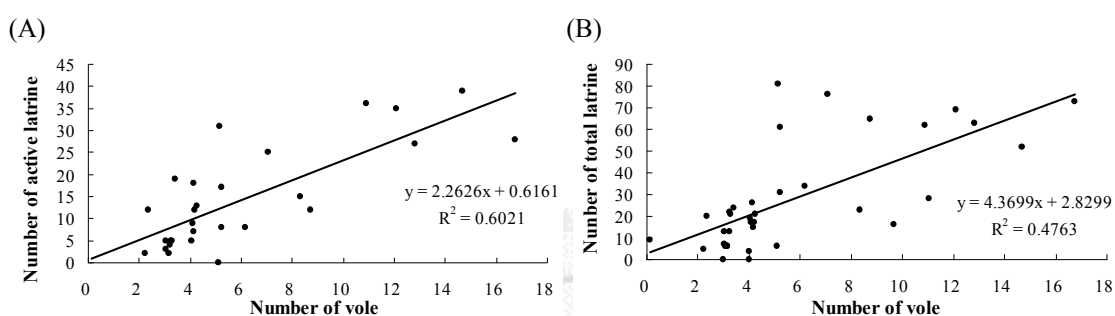 (A)
Number of active latrine
45
40
35
30
25
20
15
10
5
0
0 2 4 6 8 10 12 14 16 18
Number of vole
y = 2.2626x + 0.6161
R² = 0.6021
(B)
Number of total latrine
90
80
70
60
50
40
30
20
10
0
0 2 4 6 8 10 12 14 16 18
Number of vole
y = 4.3699x + 2.8299
R² = 0.4763